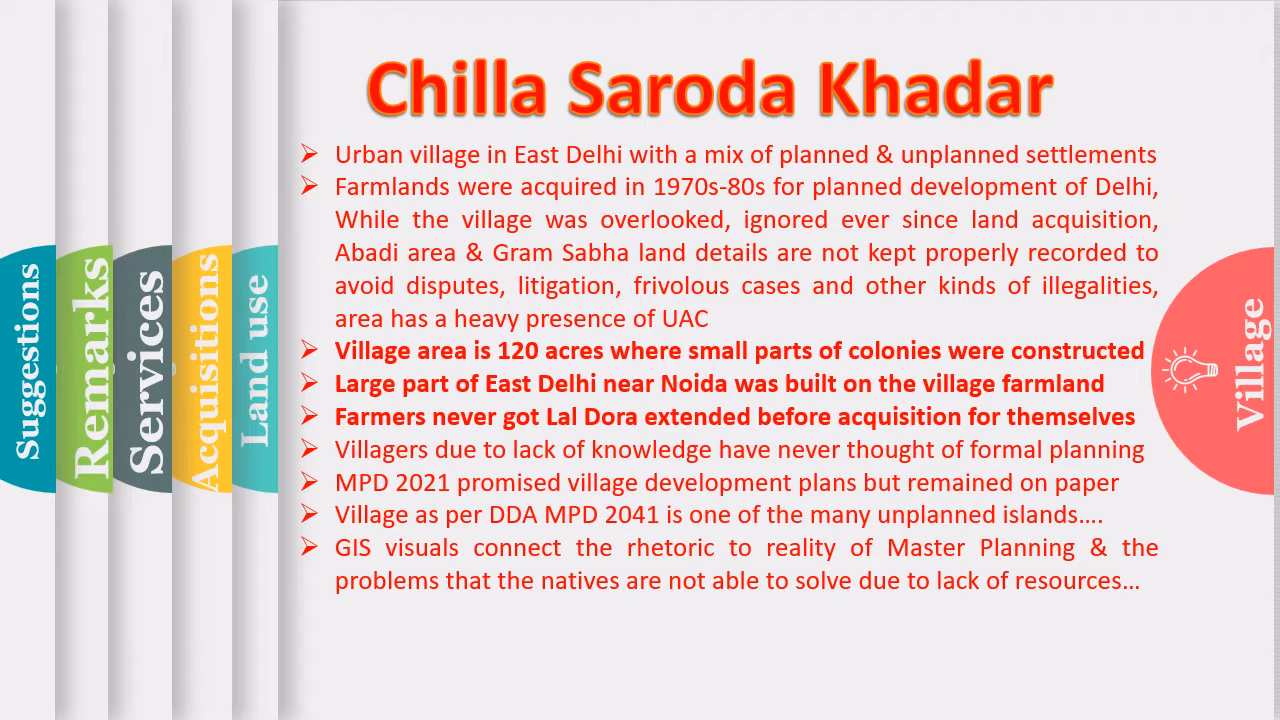 Chilla Saroda Khadar
➢ Urban village in East Delhi with a mix of planned & unplanned settlements
➢ Farmlands were acquired in 1970s-80s for planned development of Delhi,
While the village was overlooked, ignored ever since land acquisition,
Abadi area & Gram Sabha land details are not kept properly recorded to
avoid disputes, litigation, frivolous cases and other kinds of illegalities,
area has a heavy presence of UAC
➢ Village area is 120 acres where small parts of colonies were constructed
➢ Large part of East Delhi near Noida was built on the village farmland
➢ Farmers never got Lal Dora extended before acquisition for themselves
➢ Villagers due to lack of knowledge have never thought of formal planning
➢ MPD 2021 promised village development plans but remained on paper
➢ Village as per DDA MPD 2041 is one of the many unplanned islands….
➢ GIS visuals connect the rhetoric to reality of Master Planning & the
problems that the natives are not able to solve due to lack of resources…
Suggestions
Remarks
Services
Acquisitions
Land use
Village